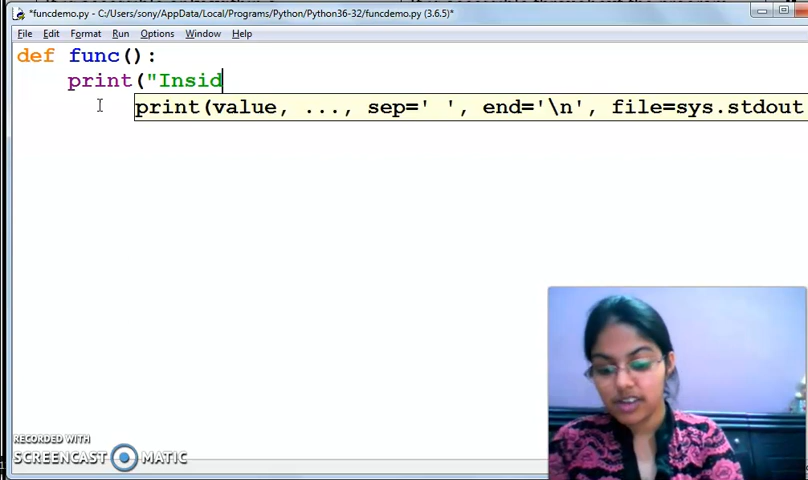 *funcdemo.py - C:/Users/sony/AppData/Local/Programs/Python/Python36-32/funcdemo.py (3.6.5)*
File Edit Format Run Options Window Help
def func():
print("Insid
print(value, ..., sep=' ', end='\n', file=sys.stdout
RECORDED WITH
SCREENCAST MATIC